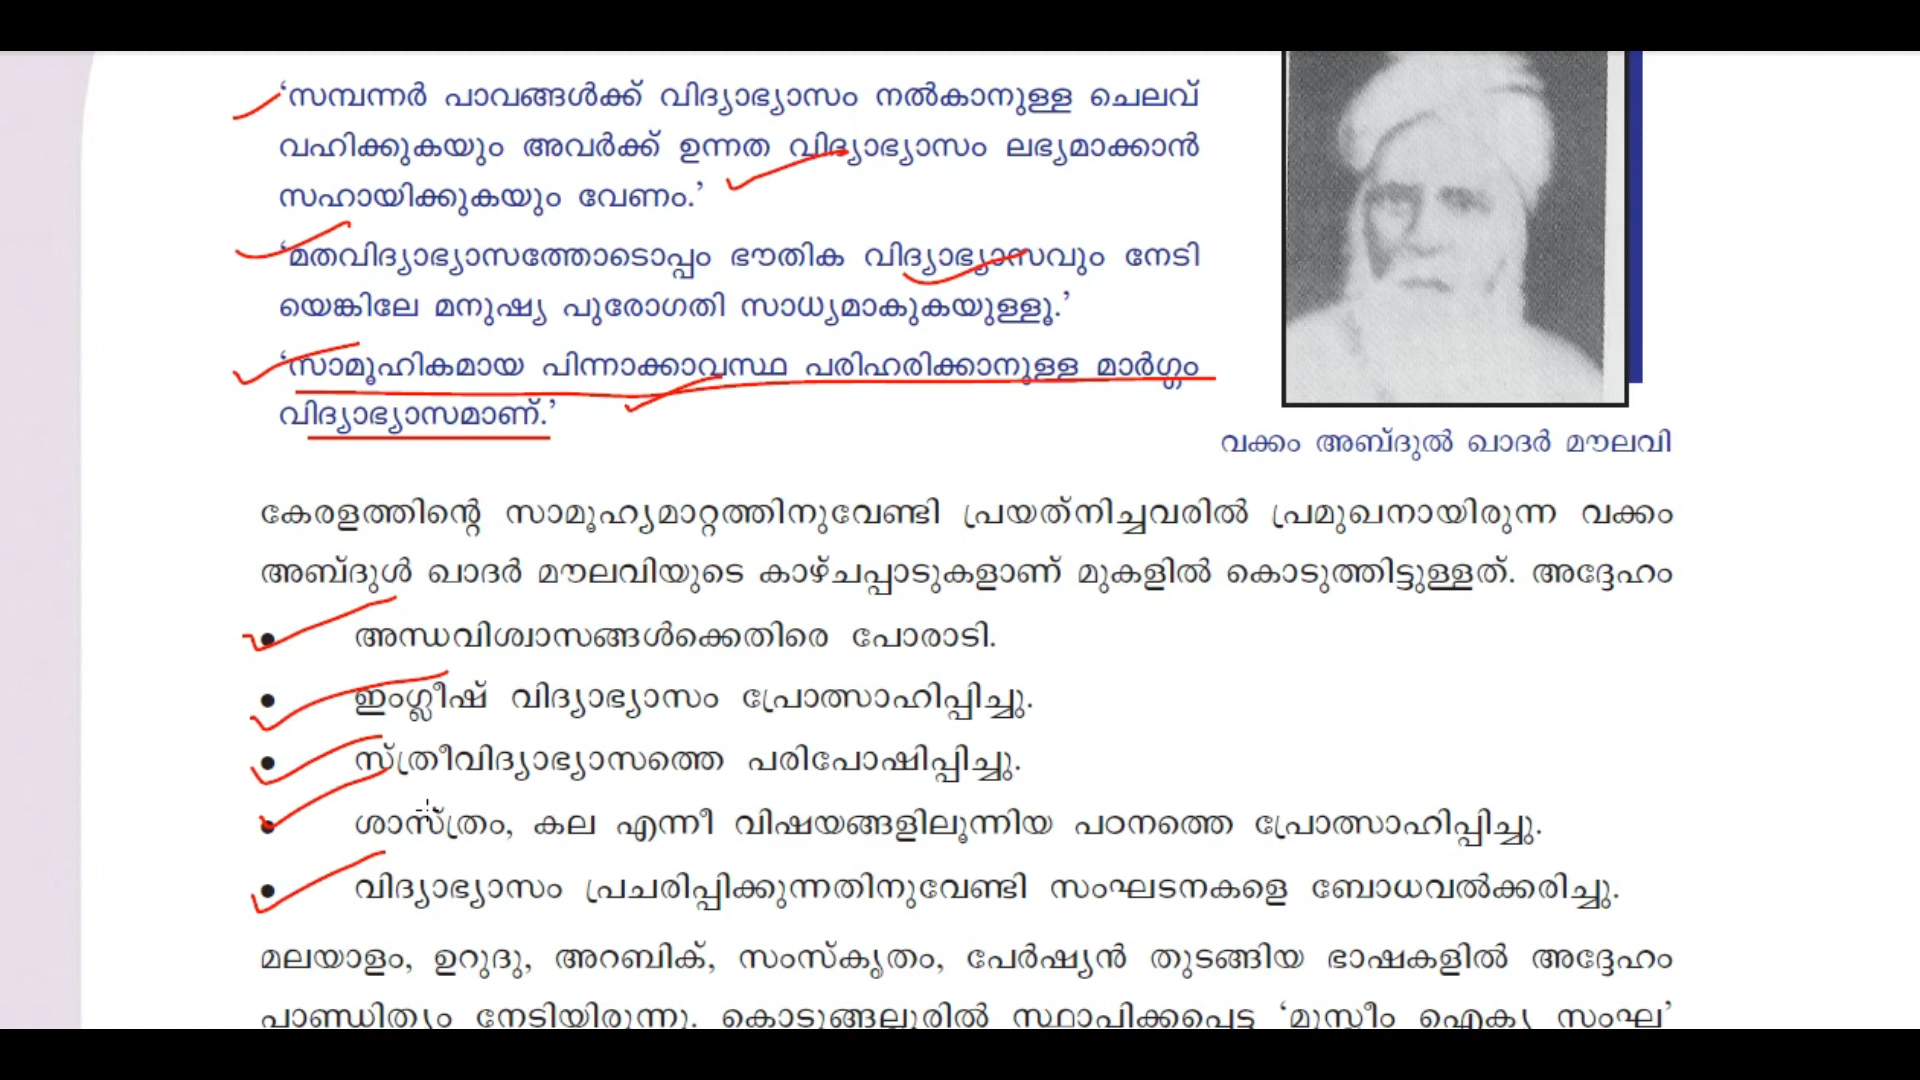 ‘സമ്പന്നർ പാവങ്ങൾക്ക് വിദ്യാഭ്യാസം നൽകാനുള്ള ചെലവ്
വഹിക്കുകയും അവർക്ക് ഉന്നത വിദ്യാഭ്യാസം ലഭ്യമാക്കാൻ
സഹായിക്കുകയും വേണം.’
‘മതവിദ്യാഭ്യാസത്തോടൊപ്പം ഭൗതിക വിദ്യാഭ്യാസവും നേടി
യെങ്കിലേ മനുഷ്യ പുരോഗതി സാധ്യമാകുകയുള്ളൂ.’
‘സാമൂഹികമായ പിന്നാക്കാവസ്ഥ പരിഹരിക്കാനുള്ള മാർഗ്ഗം
വിദ്യാഭ്യാസമാണ്.’
വക്കം അബ്ദുൽ ഖാദർ മൗലവി
കേരളത്തിന്റെ സാമൂഹ്യമാറ്റത്തിനുവേണ്ടി പ്രയത്നിച്ചവരിൽ പ്രമുഖനായിരുന്ന വക്കം
അബ്ദുൾ ഖാദർ മൗലവിയുടെ കാഴ്ചപ്പാടുകളാണ് മുകളിൽ കൊടുത്തിട്ടുള്ളത്. അദ്ദേഹം
● അന്ധവിശ്വാസങ്ങൾക്കെതിരെ പോരാടി.
● ഇംഗ്ലീഷ് വിദ്യാഭ്യാസം പ്രോത്സാഹിപ്പിച്ചു.
● സ്ത്രീവിദ്യാഭ്യാസത്തെ പരിപോഷിപ്പിച്ചു.
● ശാസ്ത്രം, കല എന്നീ വിഷയങ്ങളിലൂന്നിയ പഠനത്തെ പ്രോത്സാഹിപ്പിച്ചു.
● വിദ്യാഭ്യാസം പ്രചരിപ്പിക്കുന്നതിനുവേണ്ടി സംഘടനകളെ ബോധവൽക്കരിച്ചു.
മലയാളം, ഉറുദു, അറബിക്, സംസ്കൃതം, പേർഷ്യൻ തുടങ്ങിയ ഭാഷകളിൽ അദ്ദേഹം
പാണ്ഡിത്യം നേടിയിരുന്നു. കൊടുങ്ങല്ലൂരിൽ സ്ഥാപിക്കപ്പെട്ട ‘മുസ്ലീം ഐക്യ സംഘ’